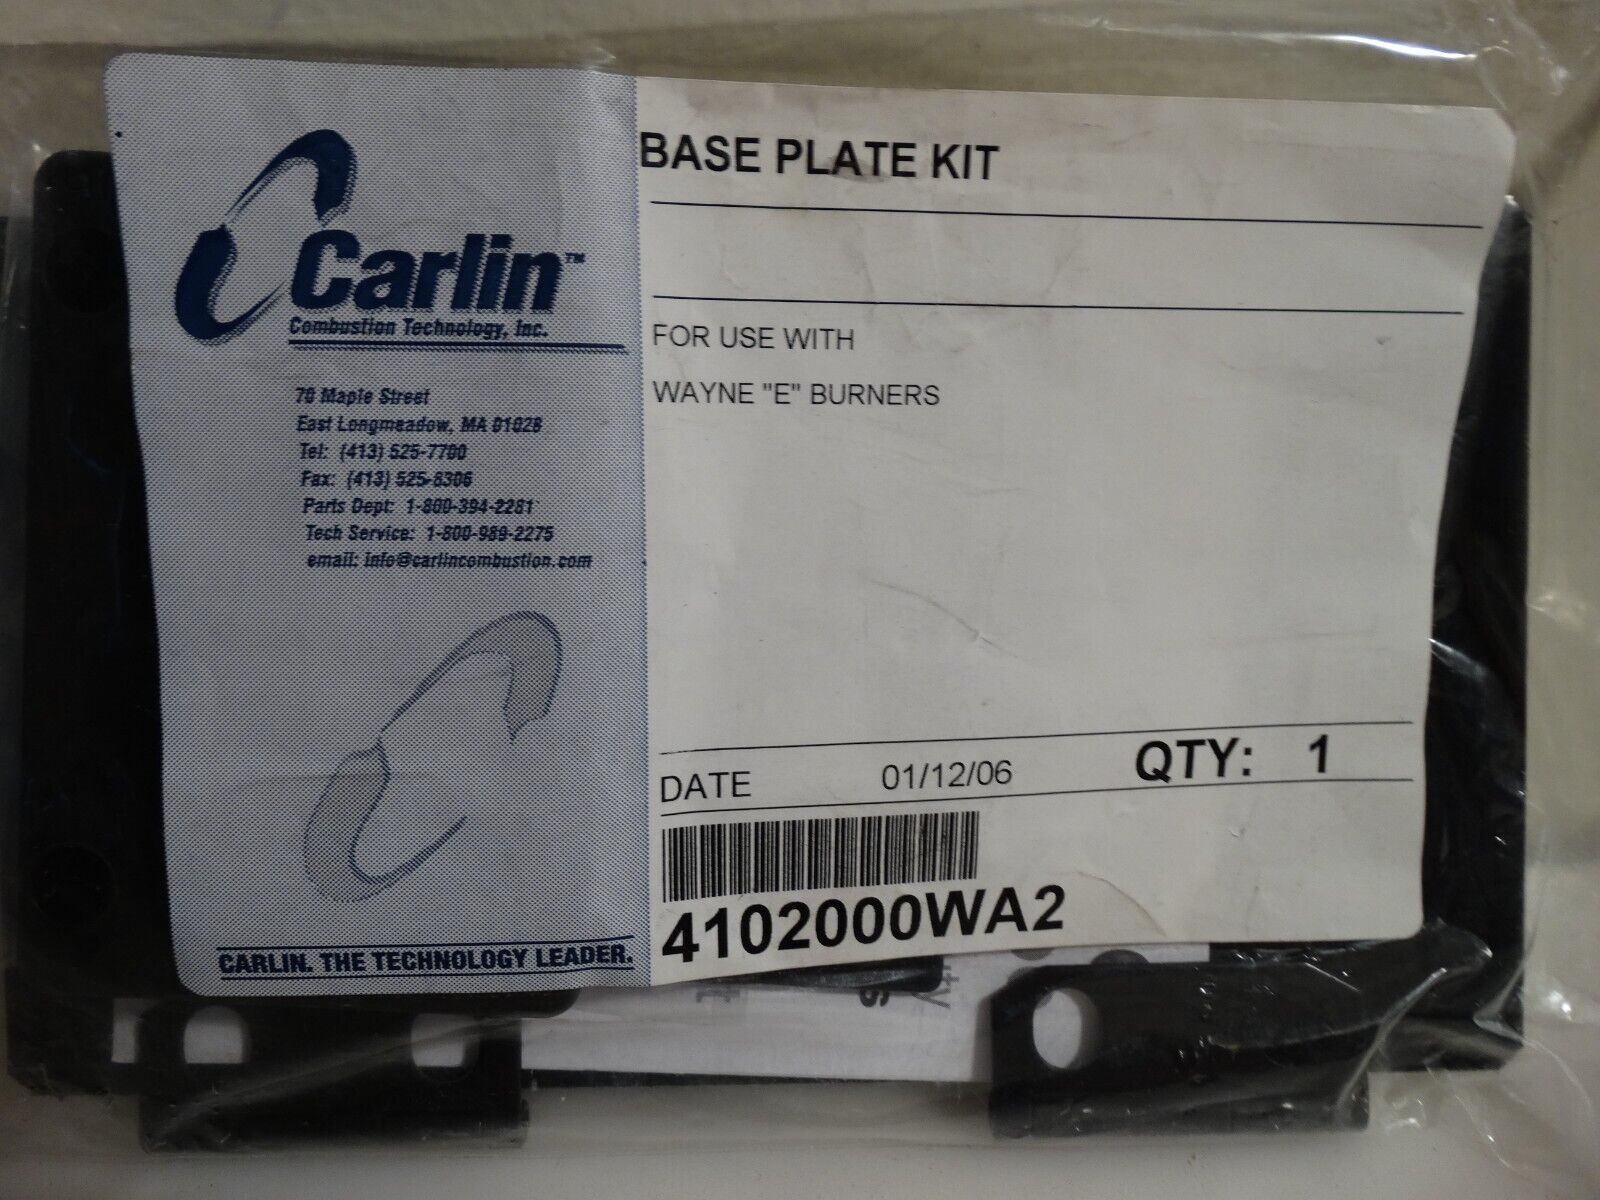 Carlin™
Combustion Technology, Inc.
70 Maple Street
East Longmeadow, MA 01028
Tel: (413) 525-7700
Fax: (413) 525-8306
Parts Dept: 1-800-394-2281
Tech Service: 1-800-989-2275
email: info@carlincombustion.com
CARLIN. THE TECHNOLOGY LEADER.
BASE PLATE KIT
FOR USE WITH
WAYNE "E" BURNERS
DATE 01/12/06 QTY: 1
4102000WA2